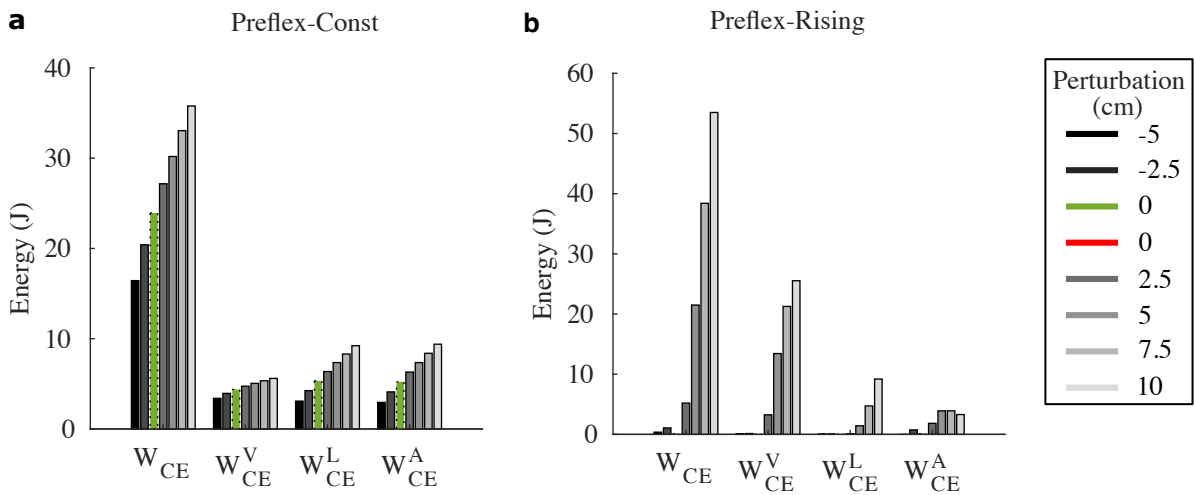 a
Preflex-Const
40
30
20
10
0
Energy (J)
W_CE
W^V_CE
W^L_CE
W^A_CE
b
Preflex-Rising
60
50
40
30
20
10
0
Energy (J)
W_CE
W^V_CE
W^L_CE
W^A_CE
Perturbation
(cm)
-5
-2.5
0
0
2.5
5
7.5
10